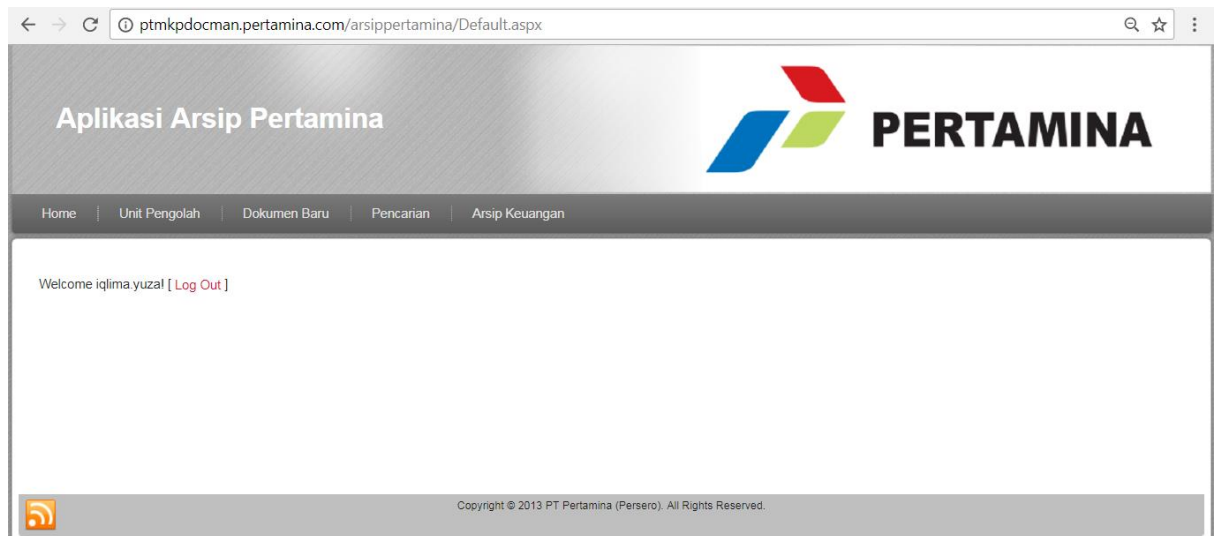 ptmkpdocman.pertamina.com/arsippertamina/Default.aspx
Aplikasi Arsip Pertamina
PERTAMINA
Home Unit Pengolah Dokumen Baru Pencarian Arsip Keuangan
Welcome iqlima.yuza! [ Log Out ]
Copyright © 2013 PT Pertamina (Persero). All Rights Reserved.